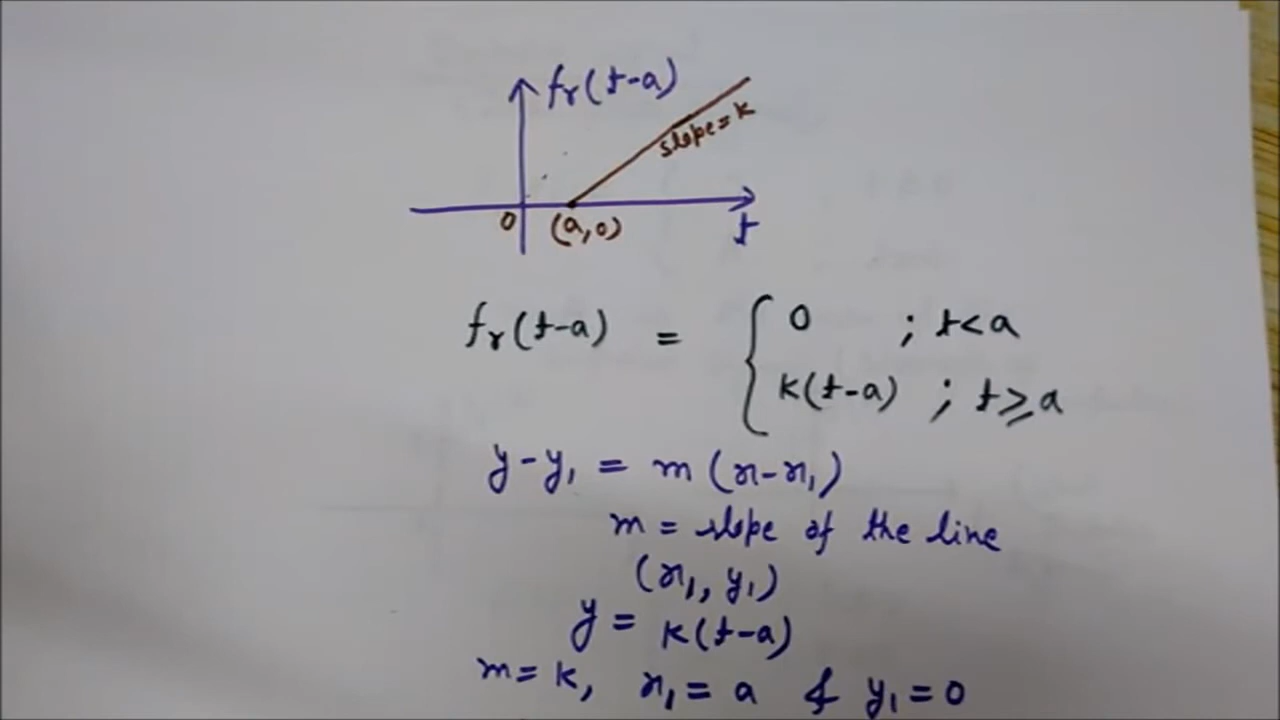 fr(t-a)
slope = k
0 (a,0) t
fr(t-a) = { 0 ; t<a
k(t-a) ; t≥a
y-y₁ = m(x-x₁)
m = slope of the line
(x₁, y₁)
y = k(t-a)
m = k, x₁ = a & y₁ = 0